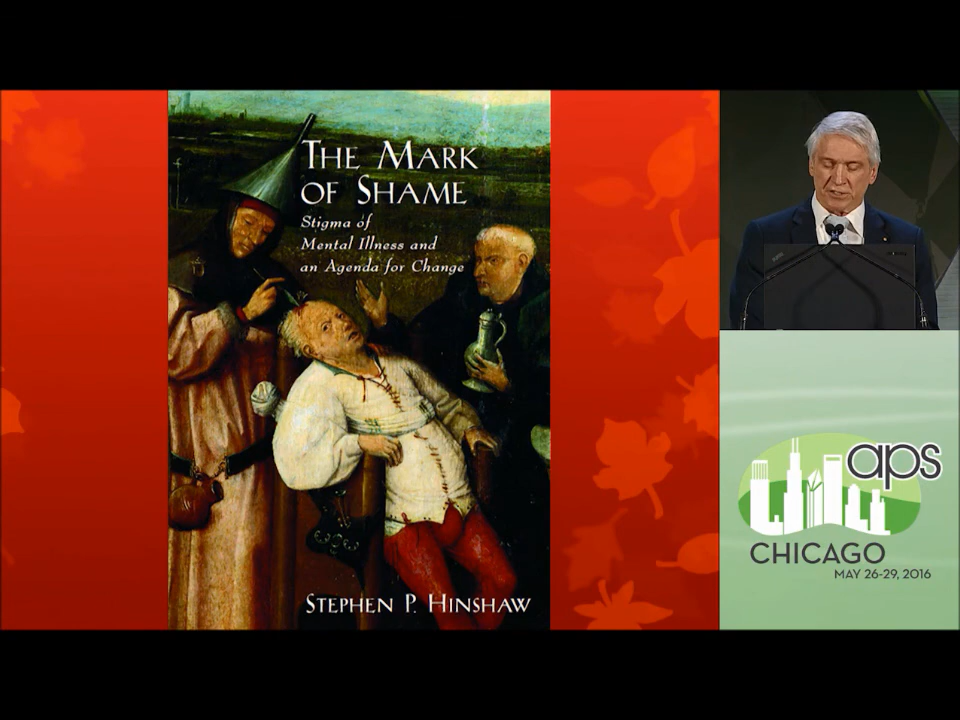 THE MARK
OF SHAME
Stigma of
Mental Illness and
an Agenda for Change
STEPHEN P. HINSHAW
aps
CHICAGO
MAY 26-29, 2016